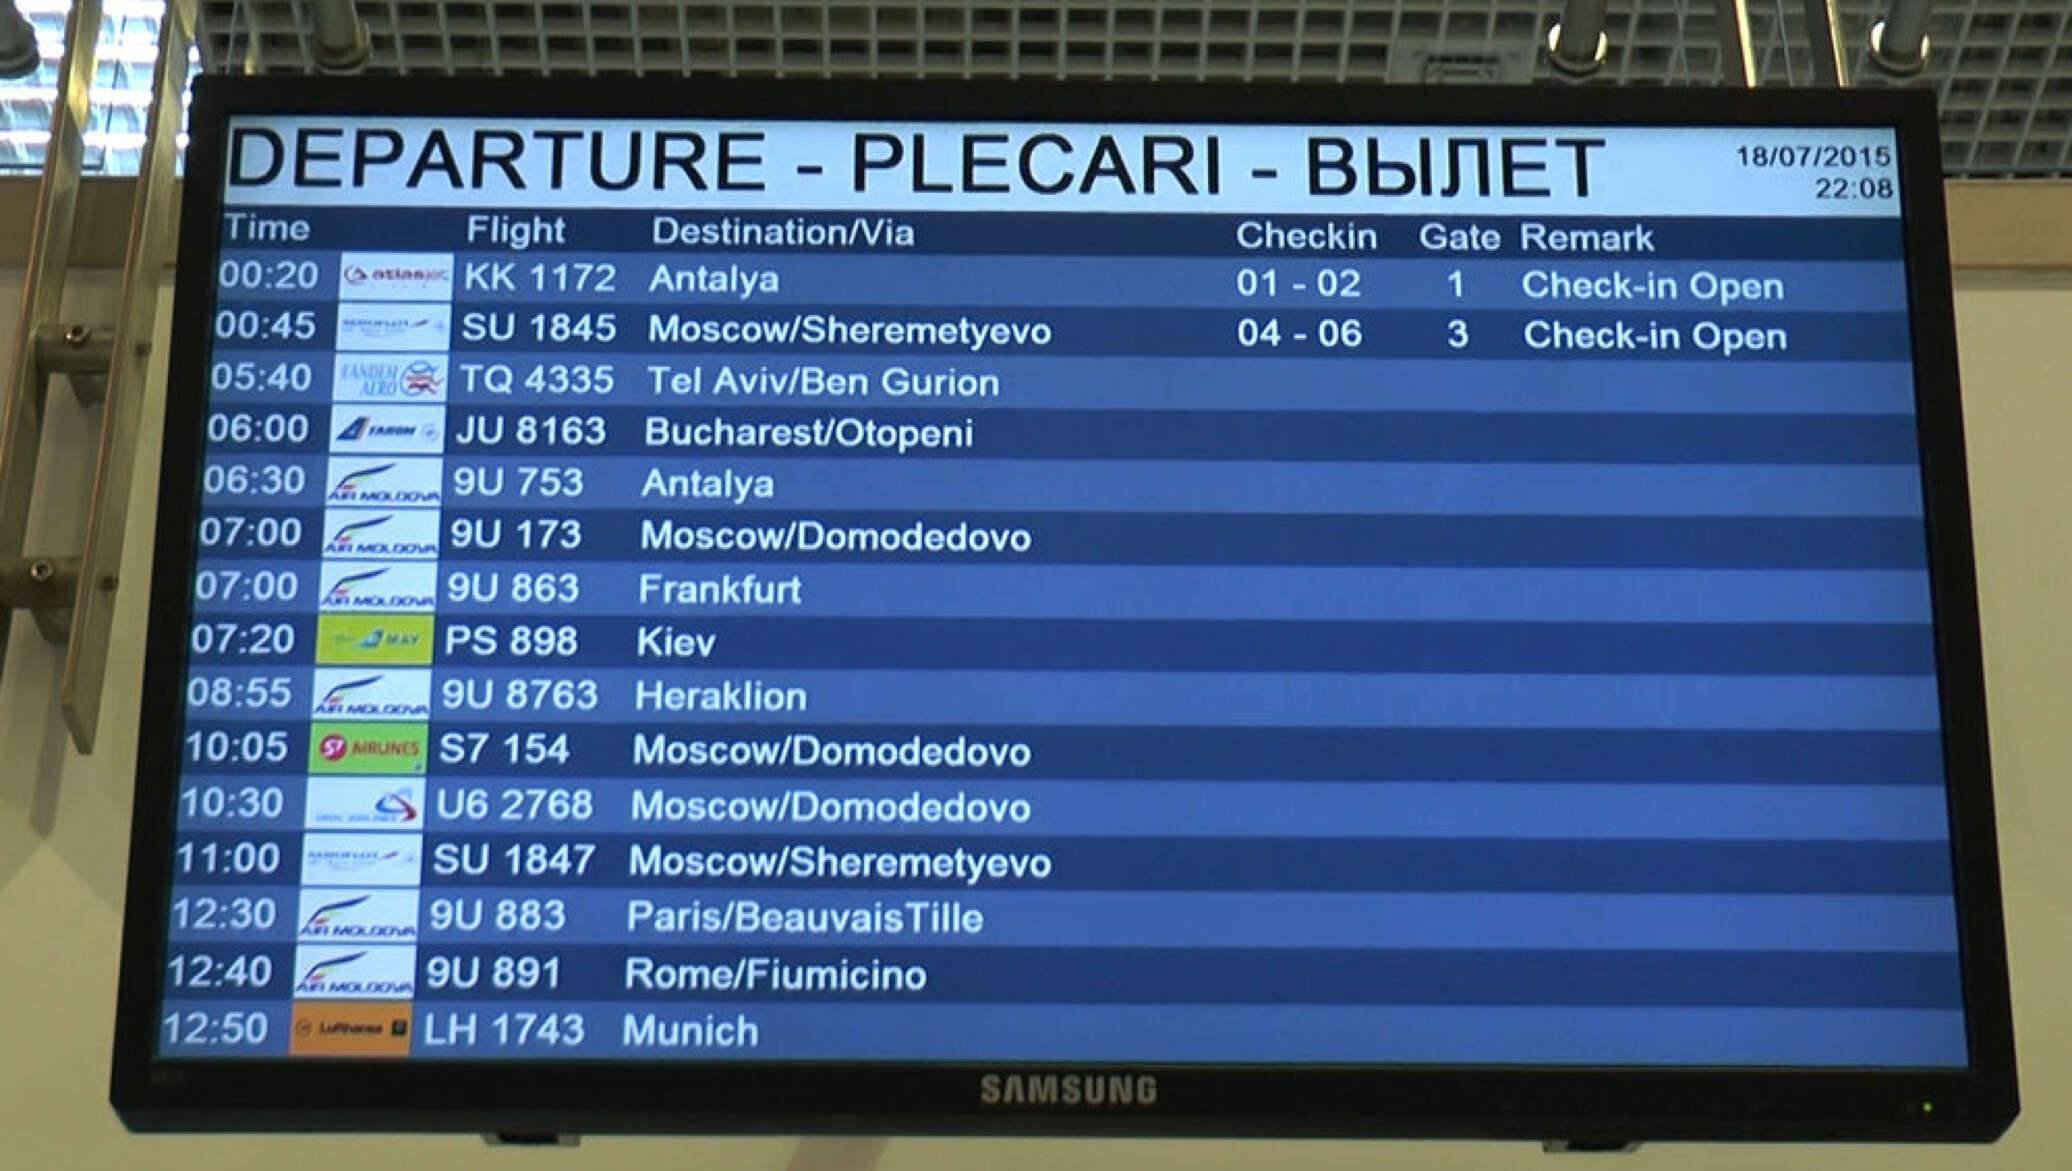 DEPARTURE - PLECARI - ВЫЛЕТ 18/07/2015
22:08
Time Flight Destination/Via Checkin Gate Remark
00:20 atlasjet KK 1172 Antalya 01 - 02 1 Check-in Open
00:45 SU 1845 Moscow/Sheremetyevo 04 - 06 3 Check-in Open
05:40 TQ 4335 Tel Aviv/Ben Gurion
06:00 TAROM JU 8163 Bucharest/Otopeni
06:30 AIR MOLDOVA 9U 753 Antalya
07:00 AIR MOLDOVA 9U 173 Moscow/Domodedovo
07:00 AIR MOLDOVA 9U 863 Frankfurt
07:20 PS 898 Kiev
08:55 AIR MOLDOVA 9U 8763 Heraklion
10:05 S7 AIRLINES S7 154 Moscow/Domodedovo
10:30 U6 2768 Moscow/Domodedovo
11:00 SU 1847 Moscow/Sheremetyevo
12:30 AIR MOLDOVA 9U 883 Paris/BeauvaisTille
12:40 AIR MOLDOVA 9U 891 Rome/Fiumicino
12:50 Lufthansa LH 1743 Munich
SAMSUNG